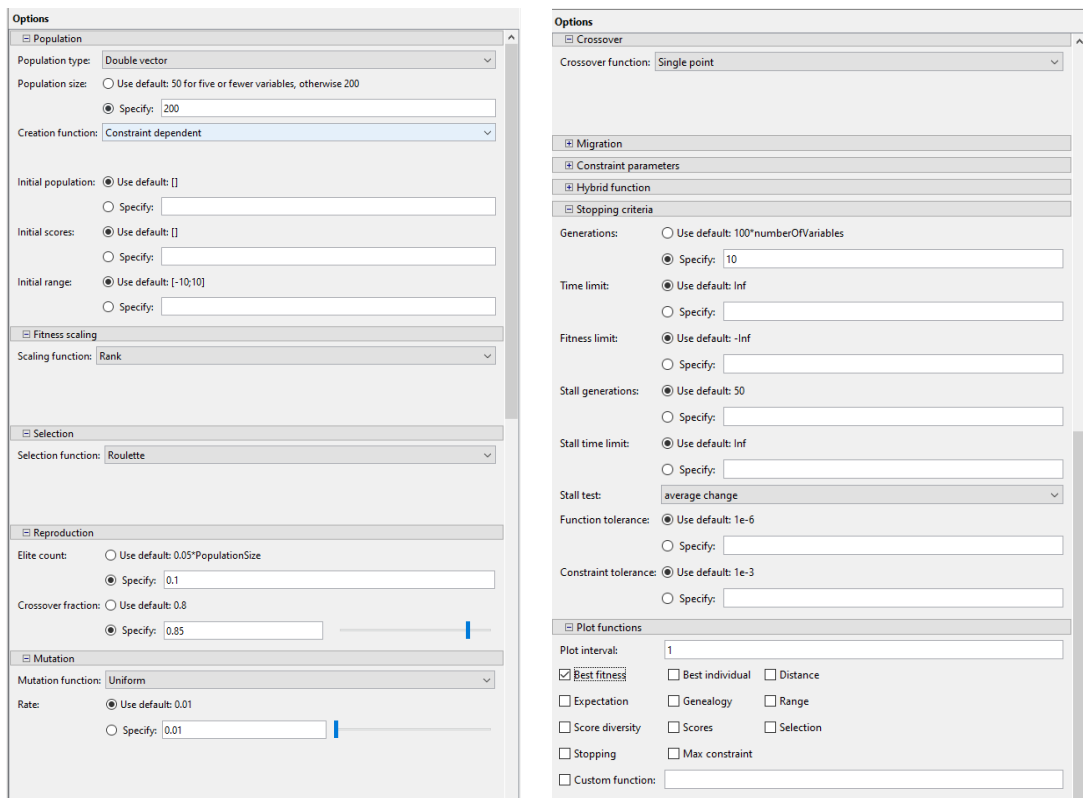 Options
Population
Population type: Double vector
Population size: Use default: 50 for five or fewer variables, otherwise 200
Specify: 200
Creation function: Constraint dependent
Initial population: Use default: []
Specify:
Initial scores: Use default: []
Specify:
Initial range: Use default: [-10;10]
Specify:
Fitness scaling
Scaling function: Rank
Selection
Selection function: Roulette
Reproduction
Elite count: Use default: 0.05*PopulationSize
Specify: 0.1
Crossover fraction: Use default: 0.8
Specify: 0.85
Mutation
Mutation function: Uniform
Rate: Use default: 0.01
Specify: 0.01
Options
Crossover
Crossover function: Single point
Migration
Constraint parameters
Hybrid function
Stopping criteria
Generations: Use default: 100*numberOfVariables
Specify: 10
Time limit: Use default: Inf
Specify:
Fitness limit: Use default: -Inf
Specify:
Stall generations: Use default: 50
Specify:
Stall time limit: Use default: Inf
Specify:
Stall test: average change
Function tolerance: Use default: 1e-6
Specify:
Constraint tolerance: Use default: 1e-3
Specify:
Plot functions
Plot interval: 1
Best fitness Best individual Distance
Expectation Genealogy Range
Score diversity Scores Selection
Stopping Max constraint
Custom function: